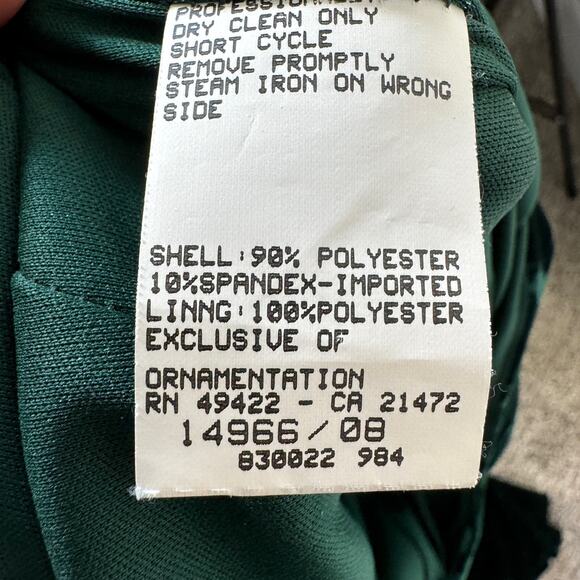 PROFESSIONALLY
DRY CLEAN ONLY
SHORT CYCLE
REMOVE PROMPTLY
STEAM IRON ON WRONG
SIDE
SHELL:90% POLYESTER
10%SPANDEX-IMPORTED
LINNG:100%POLYESTER
EXCLUSIVE OF
ORNAMENTATION
RN 49422 - CA 21472
14966/08
830022 984